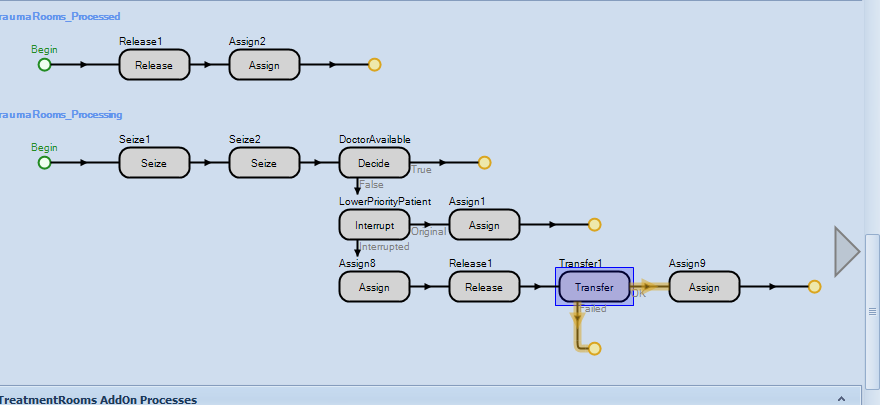 raumaRooms_Processed
Release1 Assign2
Begin
Release Assign
raumaRooms_Processing
Seize1 Seize2 DoctorAvailable
Begin
Seize Seize Decide
True
False
LowerPriorityPatient Assign1
Interrupt Assign
Original
Interrupted
Assign8 Release1 Transfer1 Assign9
Assign Release Transfer Assign
OK
Failed
TreatmentRooms AddOn Processes